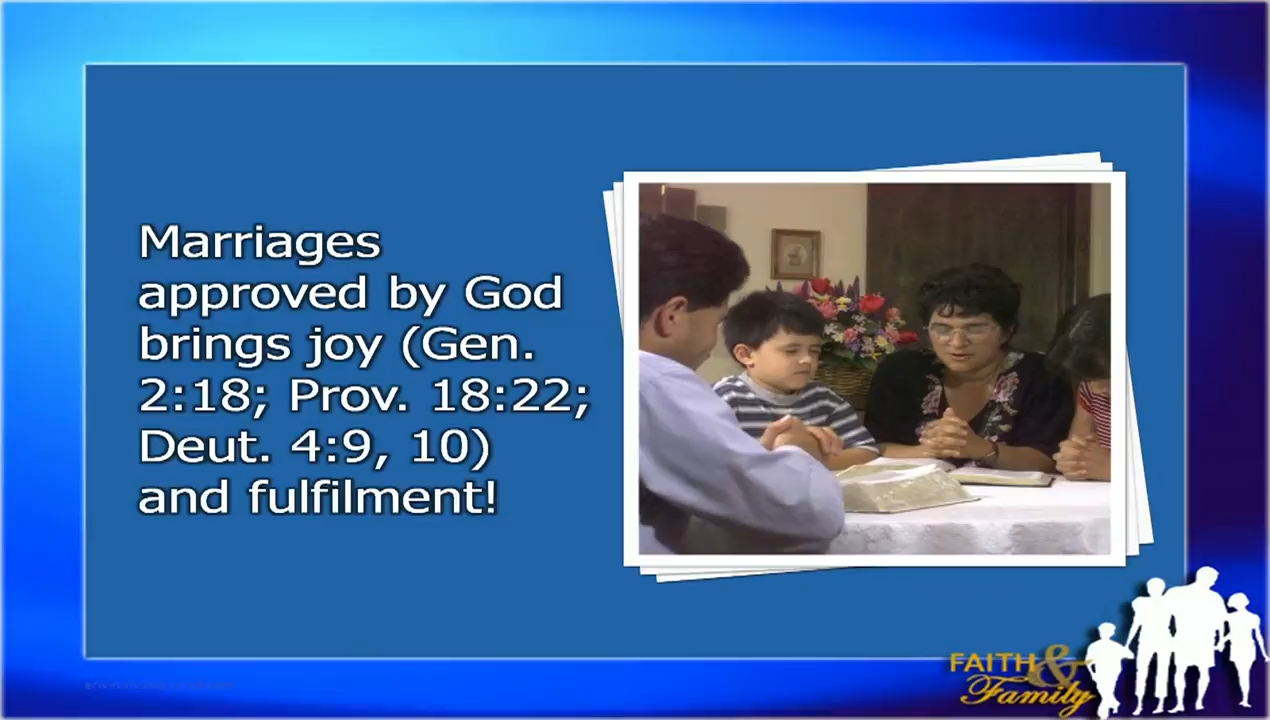 Marriages
approved by God
brings joy (Gen.
2:18; Prov. 18:22;
Deut. 4:9, 10)
and fulfilment!
FAITH &
Family